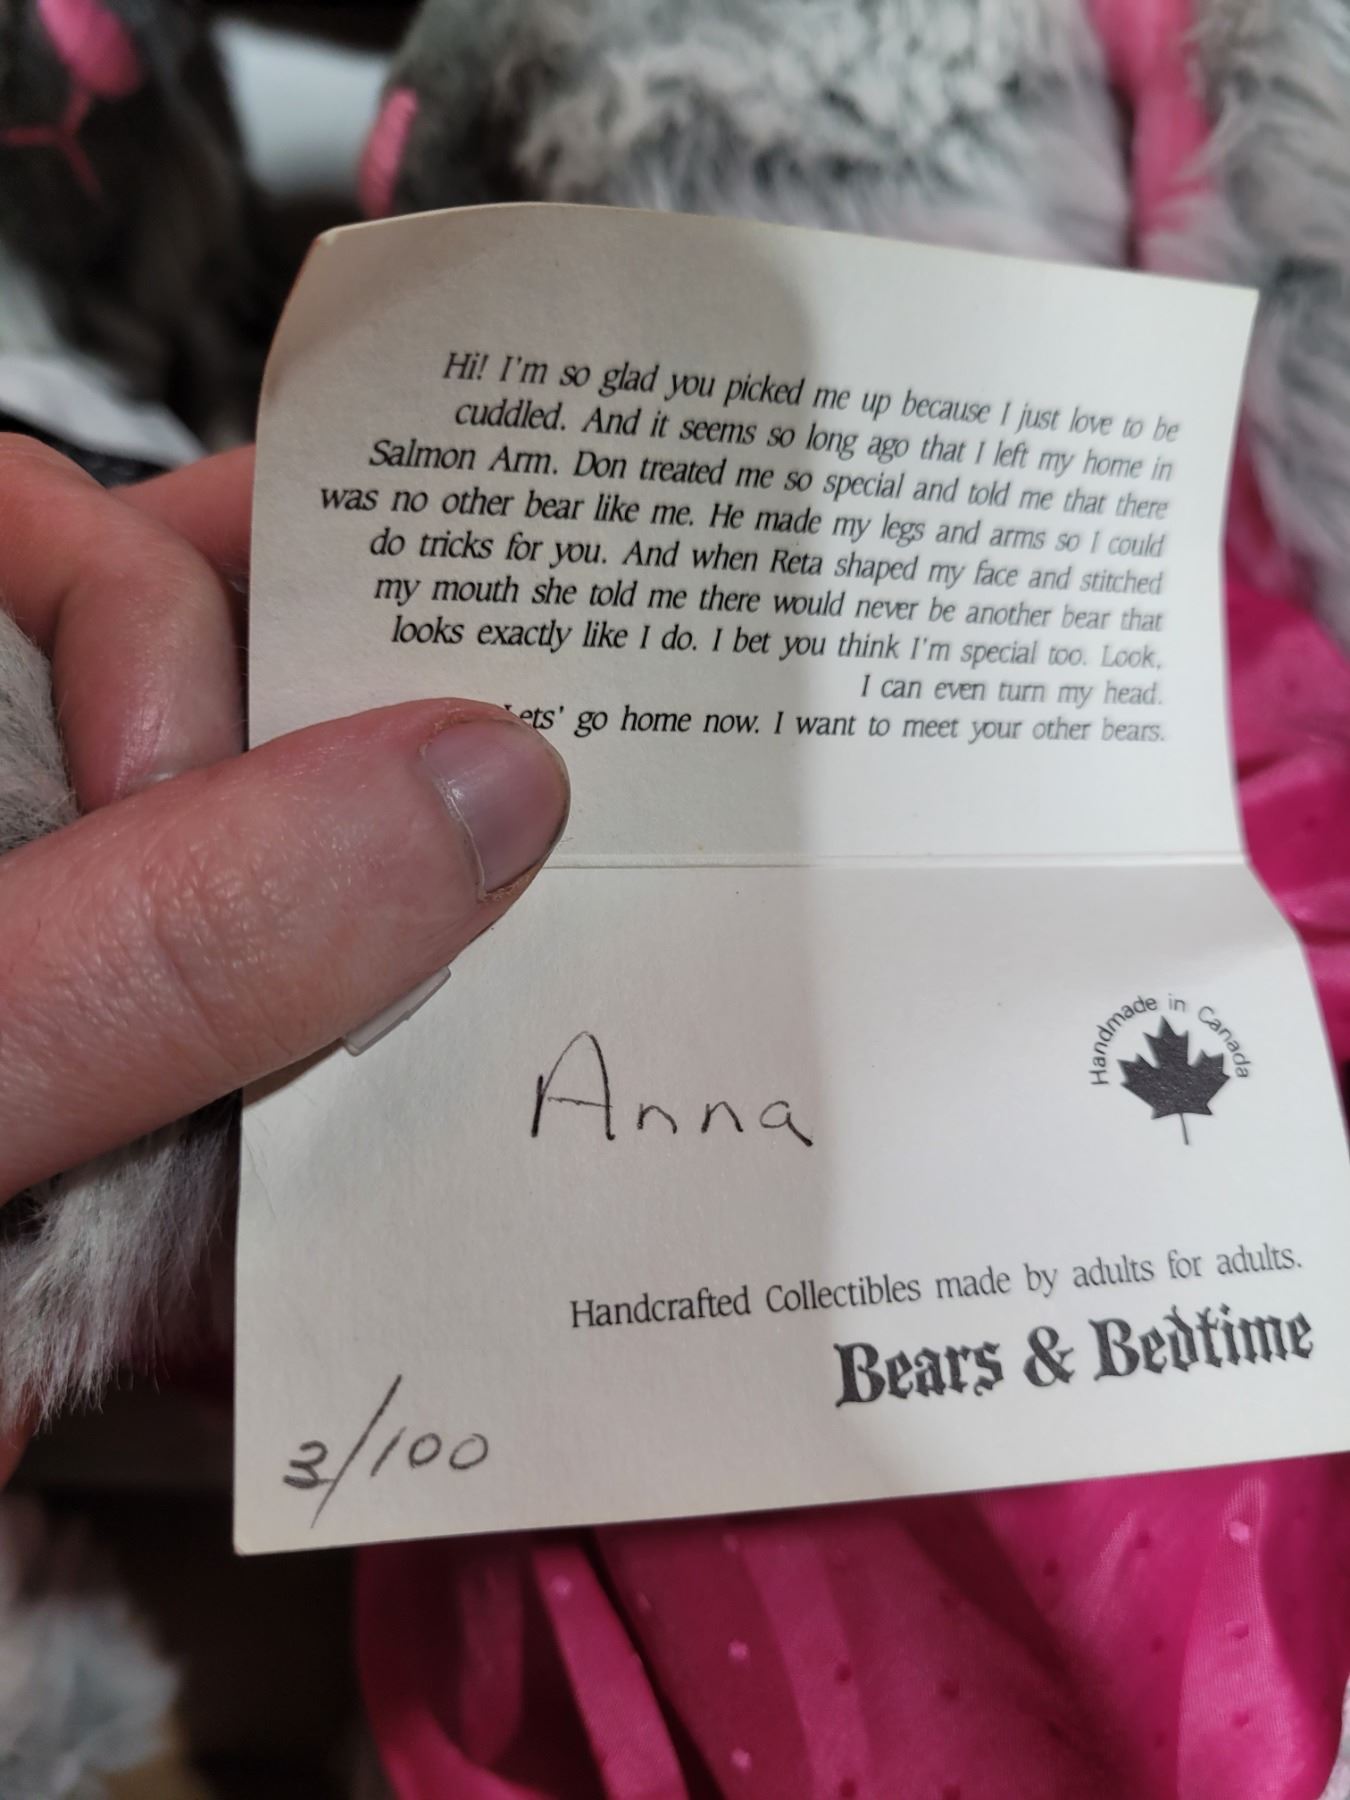 Hi! I'm so glad you picked me up because I just love to be
cuddled. And it seems so long ago that I left my home in
Salmon Arm. Don treated me so special and told me that there
was no other bear like me. He made my legs and arms so I could
do tricks for you. And when Reta shaped my face and stitched
my mouth she told me there would never be another bear that
looks exactly like I do. I bet you think I'm special too. Look,
I can even turn my head.
Lets' go home now. I want to meet your other bears.
Handmade in Canada
Anna
Handcrafted Collectibles made by adults for adults.
Bears & Bedtime
3/100